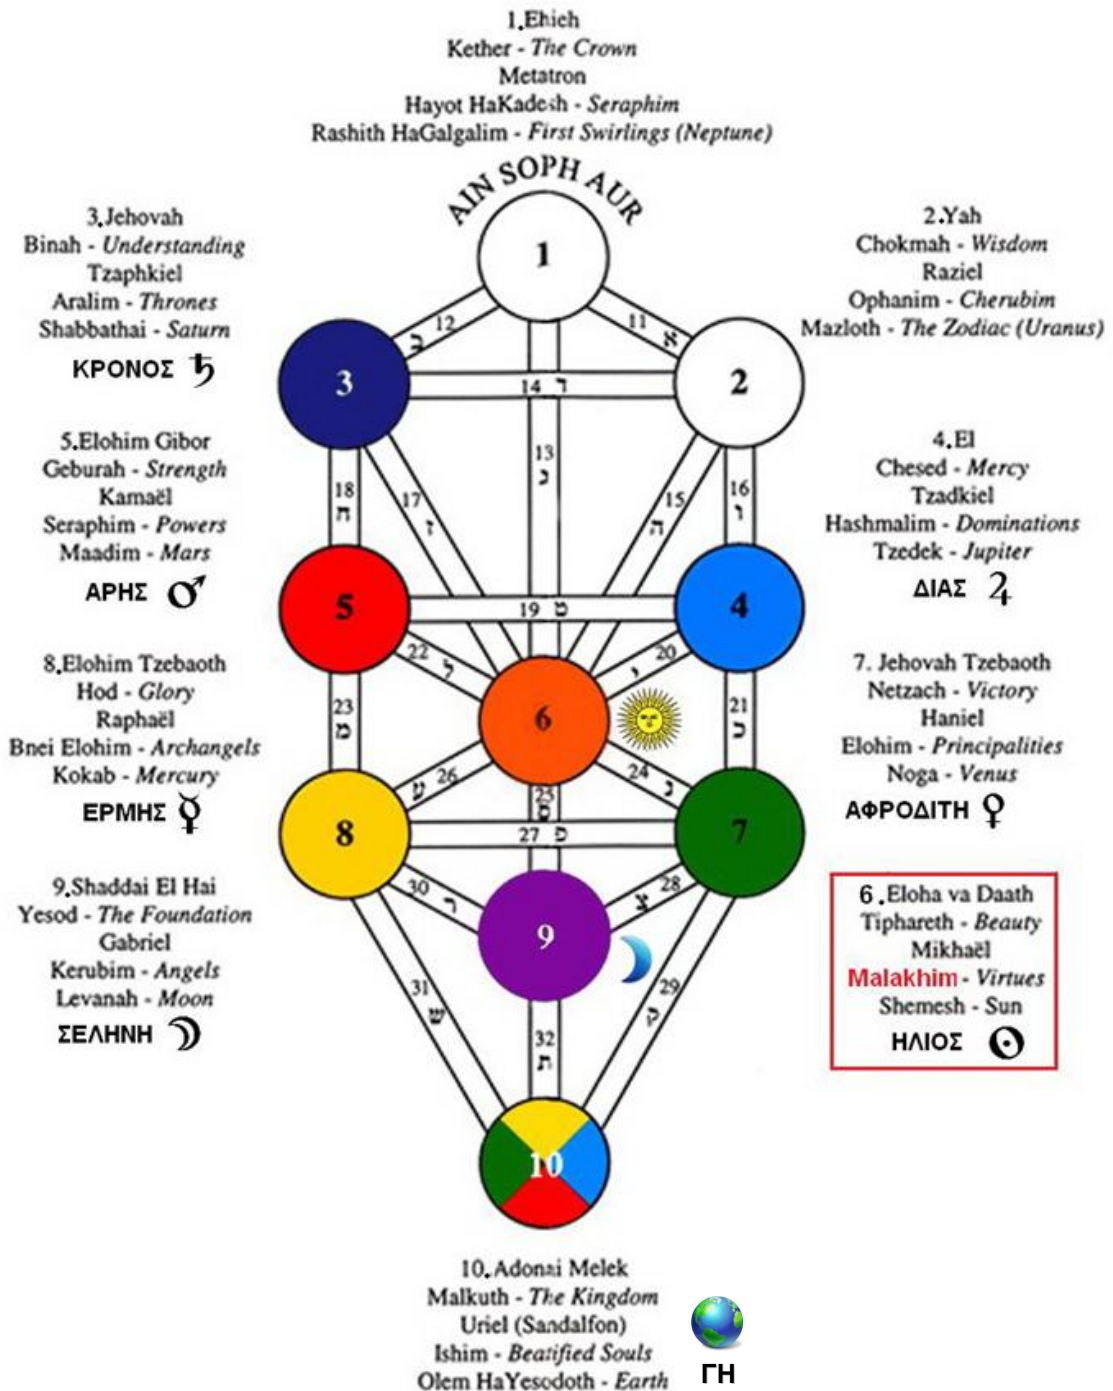 1.Ehieh
Kether - The Crown
Metatron
Hayot HaKadesh - Seraphim
Rashith HaGalgalim - First Swirlings (Neptune)
AIN SOPH AUR
3.Jehovah
Binah - Understanding
Tzaphkiel
Aralim - Thrones
Shabbathai - Saturn
ΚΡΟΝΟΣ ♄
2.Yah
Chokmah - Wisdom
Raziel
Ophanim - Cherubim
Mazloth - The Zodiac (Uranus)
1
12 ב
11 א
3
2
14 ד
13 ג
5.Elohim Gibor
Geburah - Strength
Kamaël
Seraphim - Powers
Maadim - Mars
ΑΡΗΣ ♂
4.El
Chesed - Mercy
Tzadkiel
Hashmalim - Dominations
Tzedek - Jupiter
ΔΙΑΣ ♃
18 ח
17 ז
15 ה
16 ו
5
4
19 ט
22 ל
20 י
8.Elohim Tzebaoth
Hod - Glory
Raphaël
Bnei Elohim - Archangels
Kokab - Mercury
ΕΡΜΗΣ ☿
7. Jehovah Tzebaoth
Netzach - Victory
Haniel
Elohim - Principalities
Noga - Venus
ΑΦΡΟΔΙΤΗ ♀
23 מ
6
21 כ
26 ע
25 ס
24 נ
8
7
27 פ
9.Shaddai El Hai
Yesod - The Foundation
Gabriel
Kerubim - Angels
Levanah - Moon
ΣΕΛΗΝΗ ☽
6.Eloha va Daath
Tiphareth - Beauty
Mikhaël
Malakhim - Virtues
Shemesh - Sun
ΗΛΙΟΣ ☉
30 ר
28 צ
9
31 ש
32 ת
29 ק
10
10.Adonai Melek
Malkuth - The Kingdom
Uriel (Sandalfon)
Ishim - Beatified Souls
Olem HaYesodoth - Earth
ΓΗ